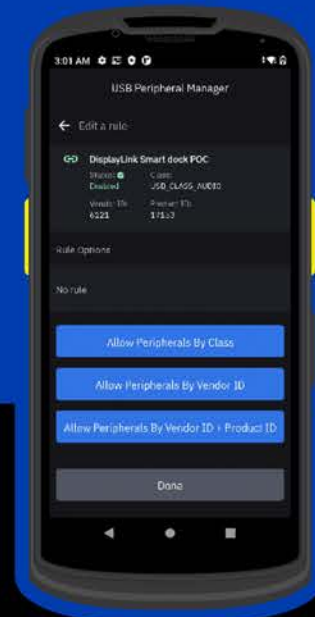 3:01 AM
USB Peripheral Manager
Edit a rule
DisplayLink Smart dock POC
Status: Class:
Enabled USB_CLASS_AUDIO
Vendor ID: Product ID:
6121
Rule Options
No rule
Allow Peripherals By Class
Allow Peripherals By Vendor ID
Allow Peripherals By Vendor ID + Product ID
Done